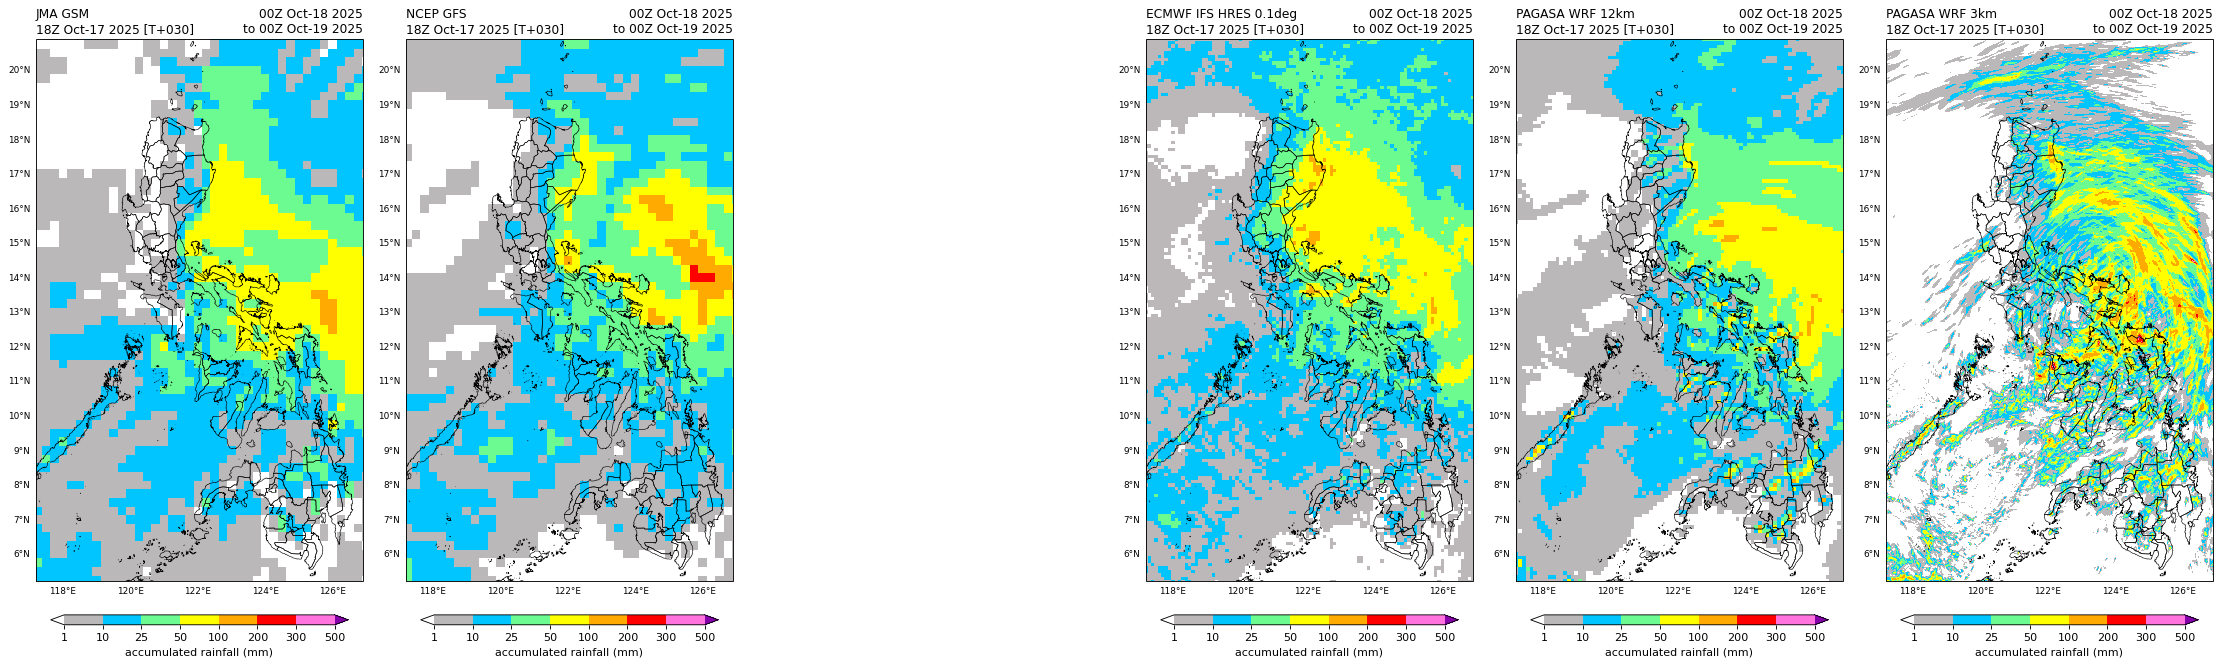 JMA GSM 00Z Oct-18 2025
18Z Oct-17 2025 [T+030] to 00Z Oct-19 2025
20°N
19°N
18°N
17°N
16°N
15°N
14°N
13°N
12°N
11°N
10°N
9°N
8°N
7°N
6°N
118°E 120°E 122°E 124°E 126°E
1 10 25 50 100 200 300 500
accumulated rainfall (mm)
NCEP GFS 00Z Oct-18 2025
18Z Oct-17 2025 [T+030] to 00Z Oct-19 2025
20°N
19°N
18°N
17°N
16°N
15°N
14°N
13°N
12°N
11°N
10°N
9°N
8°N
7°N
6°N
118°E 120°E 122°E 124°E 126°E
1 10 25 50 100 200 300 500
accumulated rainfall (mm)
ECMWF IFS HRES 0.1deg 00Z Oct-18 2025
18Z Oct-17 2025 [T+030] to 00Z Oct-19 2025
20°N
19°N
18°N
17°N
16°N
15°N
14°N
13°N
12°N
11°N
10°N
9°N
8°N
7°N
6°N
118°E 120°E 122°E 124°E 126°E
1 10 25 50 100 200 300 500
accumulated rainfall (mm)
PAGASA WRF 12km 00Z Oct-18 2025
18Z Oct-17 2025 [T+030] to 00Z Oct-19 2025
20°N
19°N
18°N
17°N
16°N
15°N
14°N
13°N
12°N
11°N
10°N
9°N
8°N
7°N
6°N
118°E 120°E 122°E 124°E 126°E
1 10 25 50 100 200 300 500
accumulated rainfall (mm)
PAGASA WRF 3km 00Z Oct-18 2025
18Z Oct-17 2025 [T+030] to 00Z Oct-19 2025
20°N
19°N
18°N
17°N
16°N
15°N
14°N
13°N
12°N
11°N
10°N
9°N
8°N
7°N
6°N
118°E 120°E 122°E 124°E 126°E
1 10 25 50 100 200 300 500
accumulated rainfall (mm)